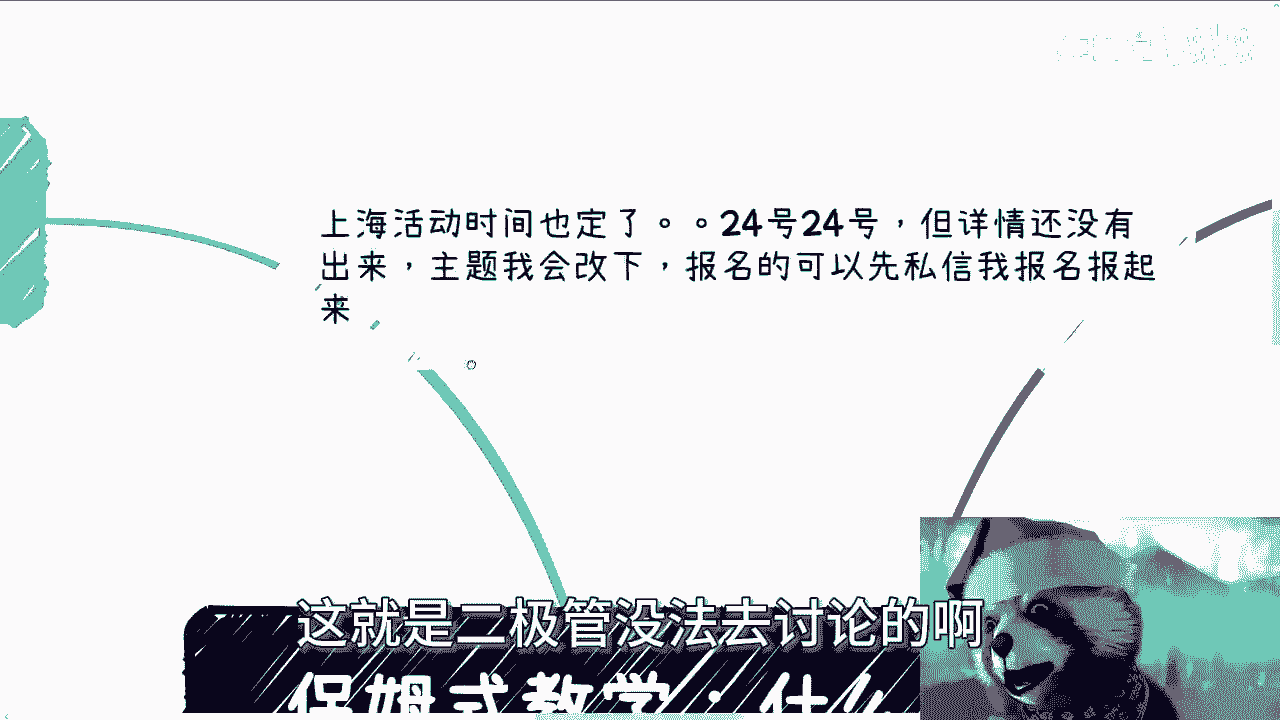 上海活动时间也定了。。24号24号，但详情还没有
出来，主题我会改下，报名的可以先私信我报名报起
来
这就是二极管没法去讨论的啊
保姆式教学：什么